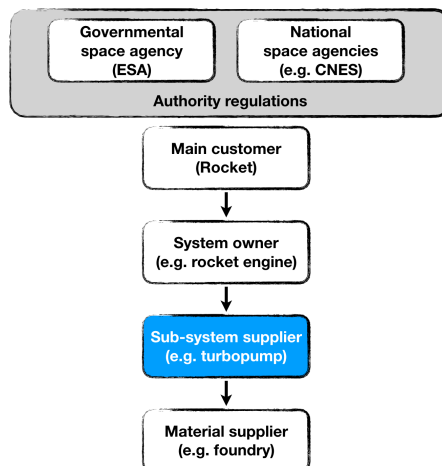 Governmental
space agency
(ESA)
National
space agencies
(e.g. CNES)
Authority regulations
Main customer
(Rocket)
System owner
(e.g. rocket engine)
Sub-system supplier
(e.g. turbopump)
Material supplier
(e.g. foundry)